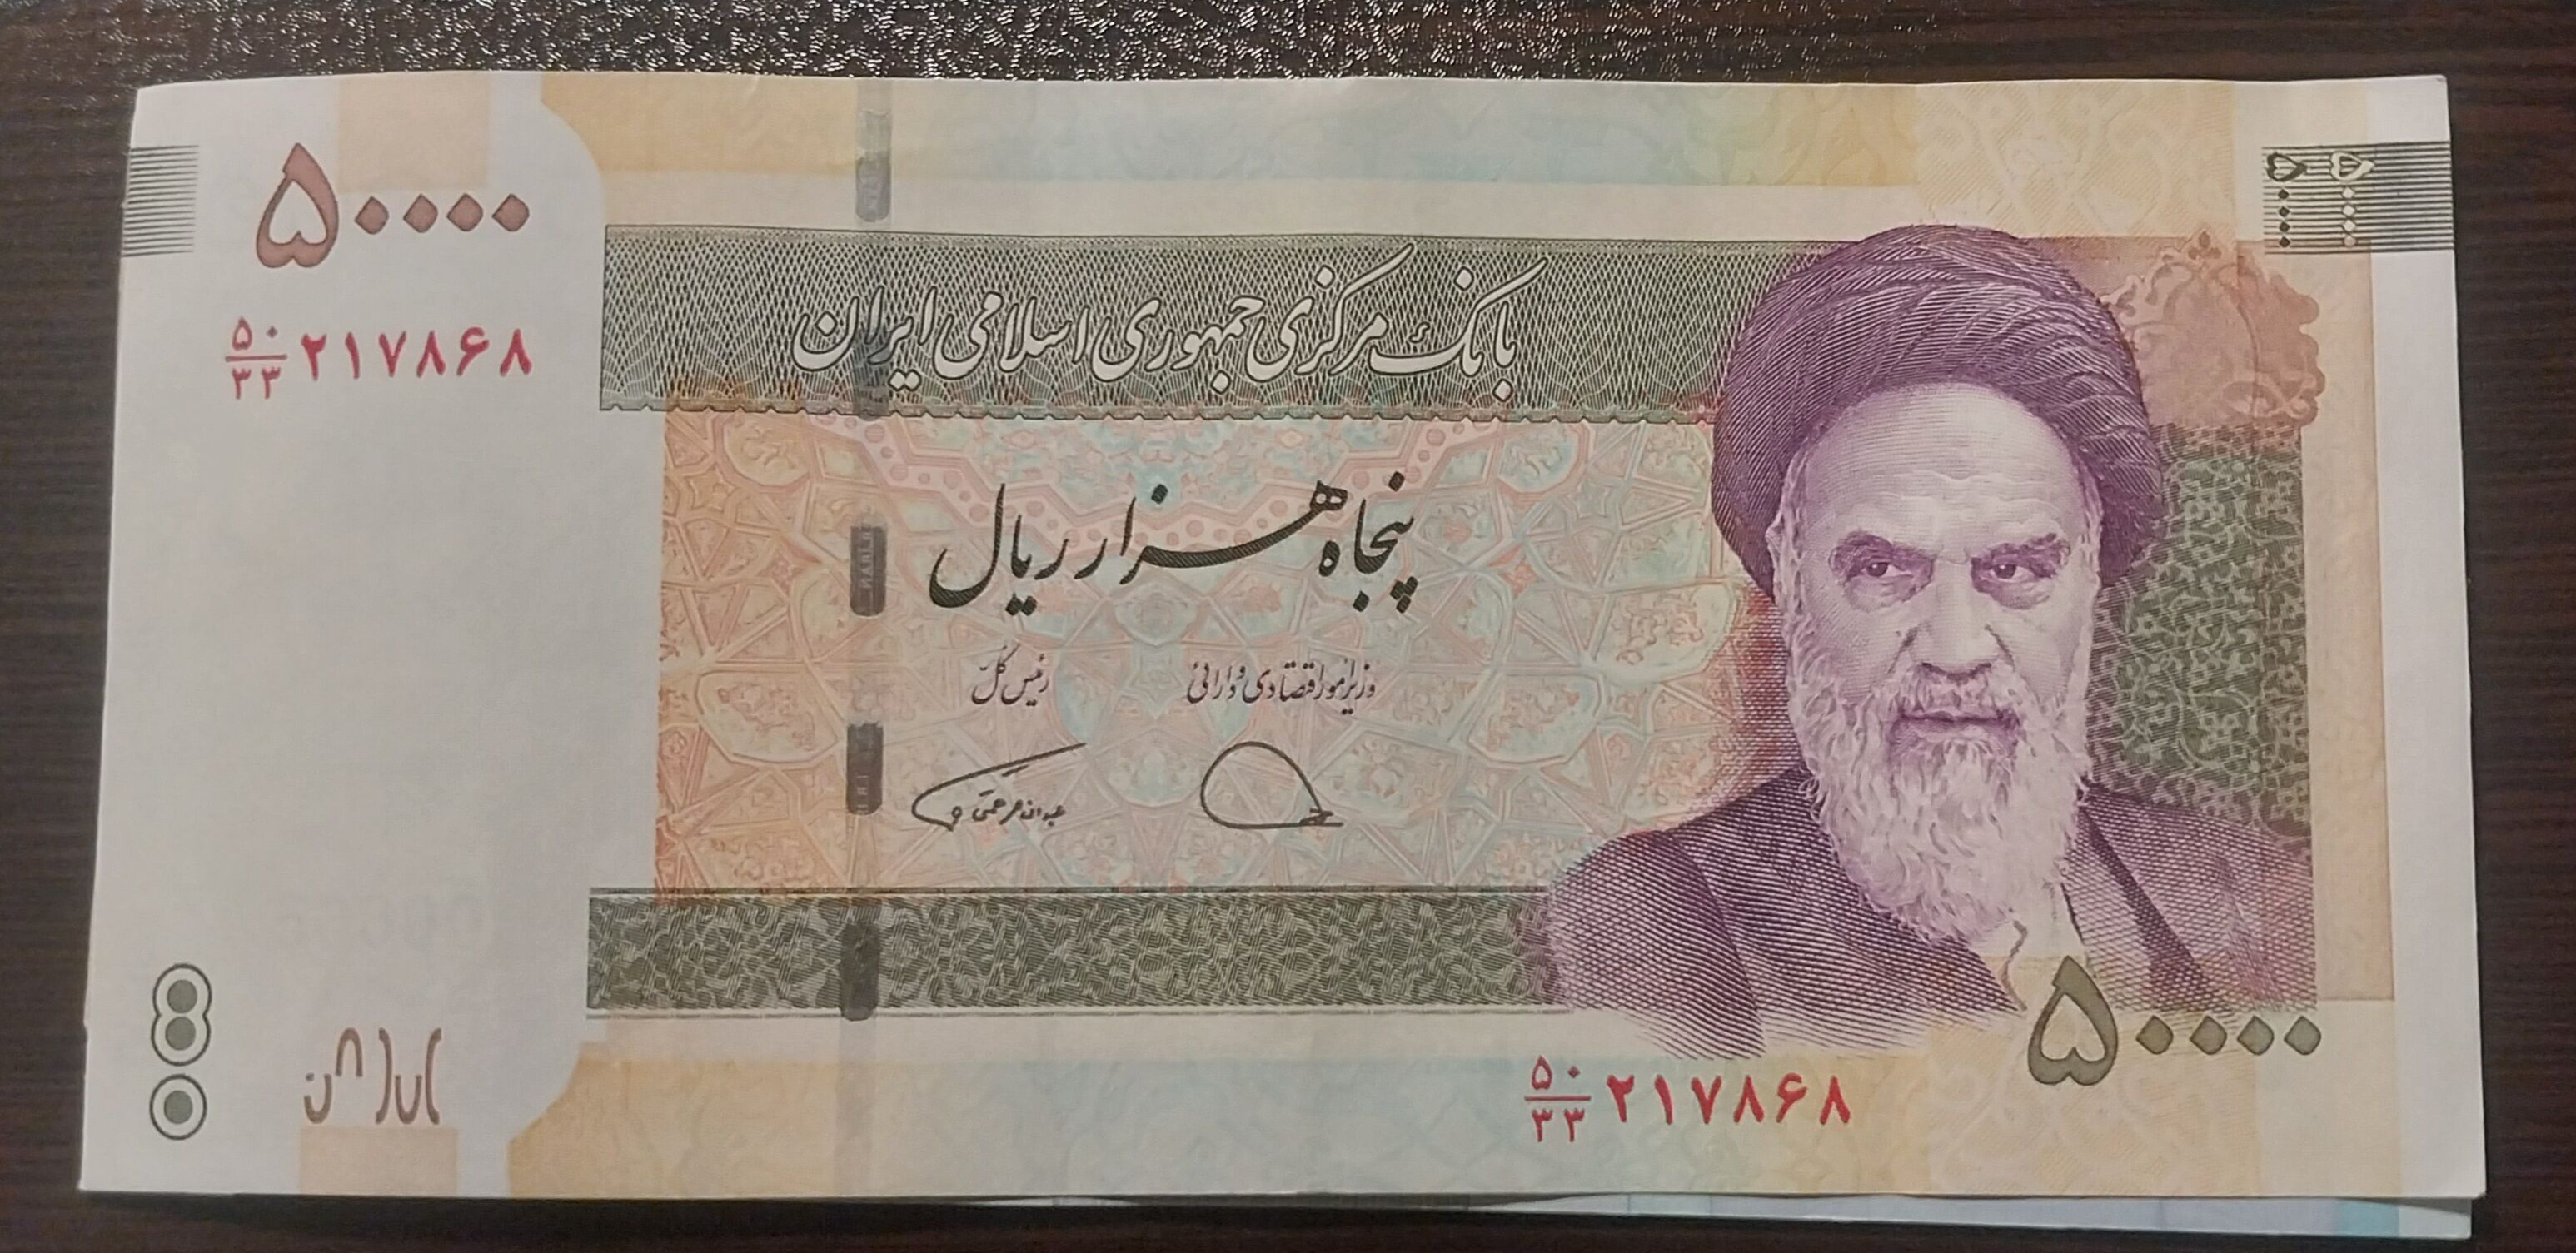 ۵۰۰۰۰
۵۰/۳۳ ۲۱۷۸۶۸
بانک مرکزی جمهوری اسلامی ایران
پنجاه هزار ریال
وزیر امور اقتصادی و دارائی
رئیس کل
۵۰۰۰۰
۵۰/۳۳ ۲۱۷۸۶۸